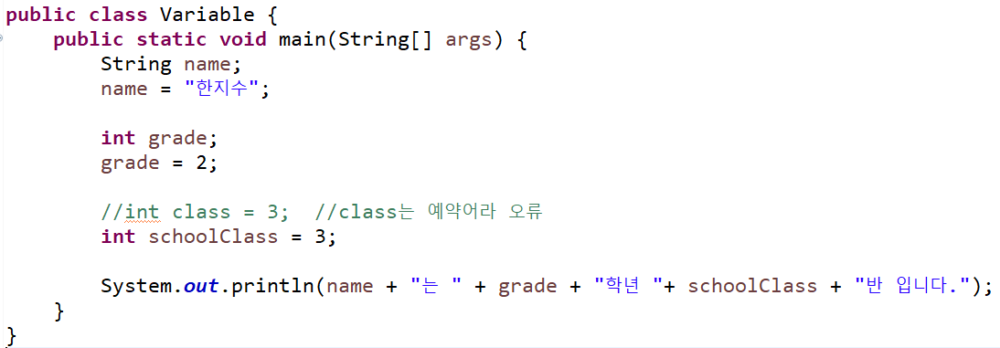 public class Variable {
public static void main(String[] args) {
String name;
name = "한지수";
int grade;
grade = 2;
//int class = 3;  //class는 예약어라 오류
int schoolClass = 3;
System.out.println(name + "는 " + grade + "학년 "+ schoolClass + "반 입니다.");
}
}